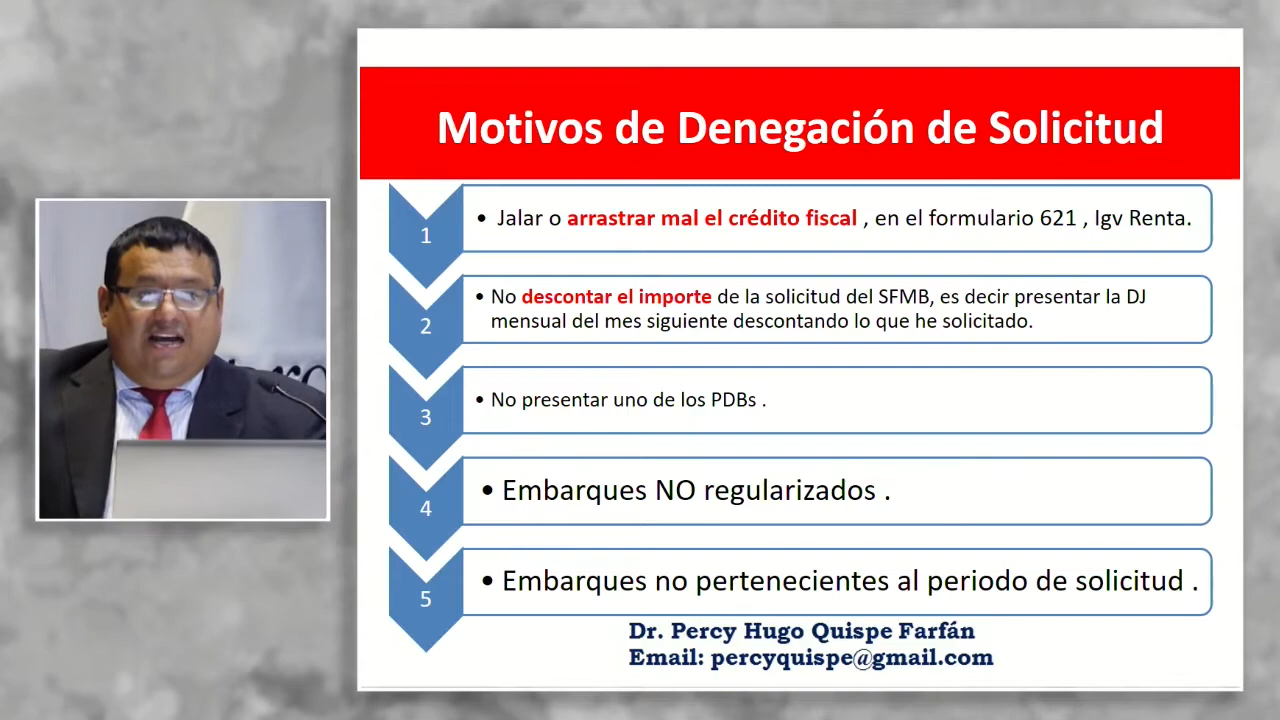 Motivos de Denegación de Solicitud
1
• Jalar o arrastrar mal el crédito fiscal , en el formulario 621 , Igv Renta.
2
• No descontar el importe de la solicitud del SFMB, es decir presentar la DJ
mensual del mes siguiente descontando lo que he solicitado.
3
• No presentar uno de los PDBs .
4
• Embarques NO regularizados .
5
• Embarques no pertenecientes al periodo de solicitud .
Dr. Percy Hugo Quispe Farfán
Email: percyquispe@gmail.com